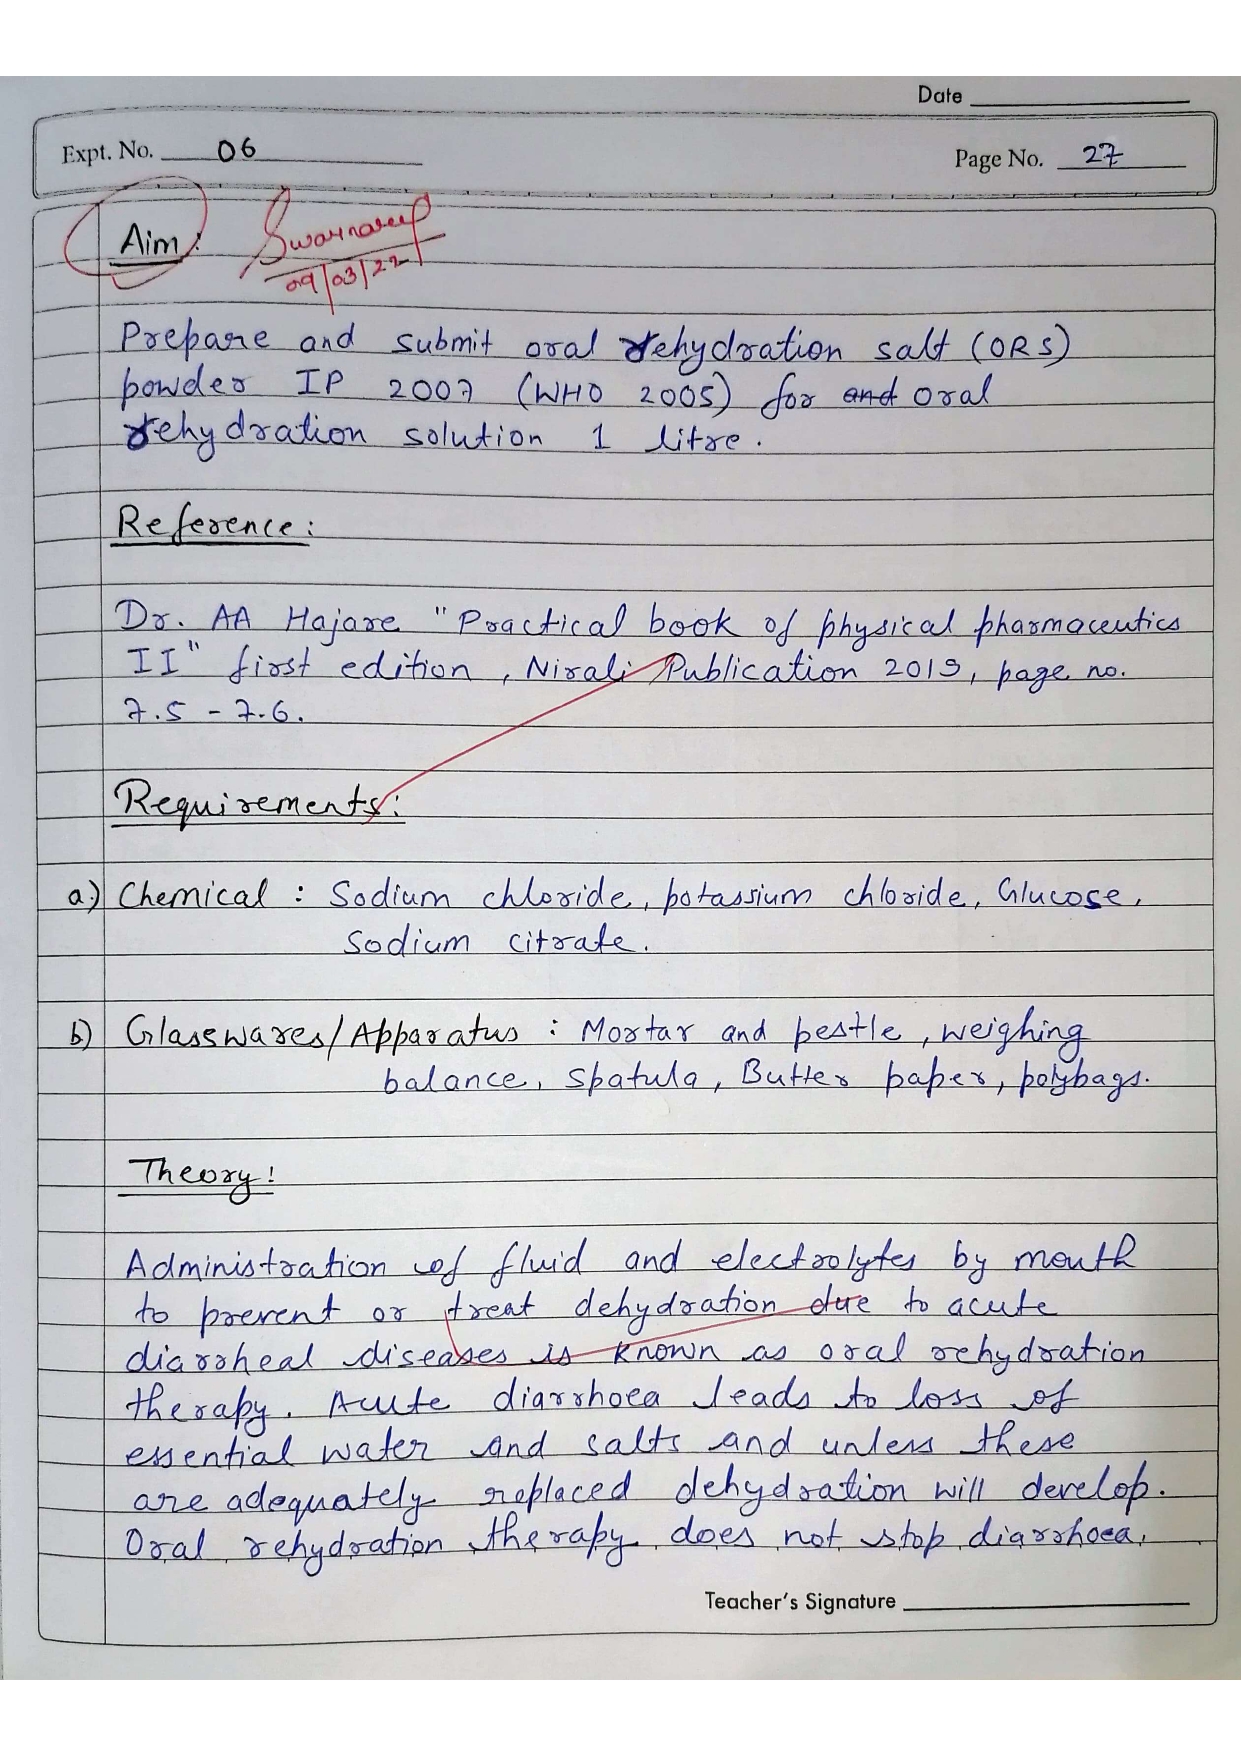 Date
Expt. No. 06
Page No. 27
Aim:
09/03/22
Prepare and submit oral rehydration salt (ORS)
powder IP 2007 (WHO 2005) for and oral
rehydration solution 1 litre.
Reference:
Dr. AA Hajare "Practical book of physical pharmaceutics
II" first edition, Nirali Publication 2019, page no.
7.5 - 7.6.
Requirements:
a.) Chemical : Sodium chloride, potassium chloride, Glucose,
Sodium citrate.
b) Glasswares/Apparatus : Mortar and pestle, weighing
balance, Spatula, Butter paper, polybags.
Theory:
Administration of fluid and electrolytes by mouth
to prevent or treat dehydration due to acute
diarrheal diseases is known as oral rehydration
therapy. Acute diarrhoea leads to loss of
essential water and salts and unless these
are adequately replaced dehydration will develop.
Oral rehydration therapy does not stop diarrhoea,
Teacher's Signature